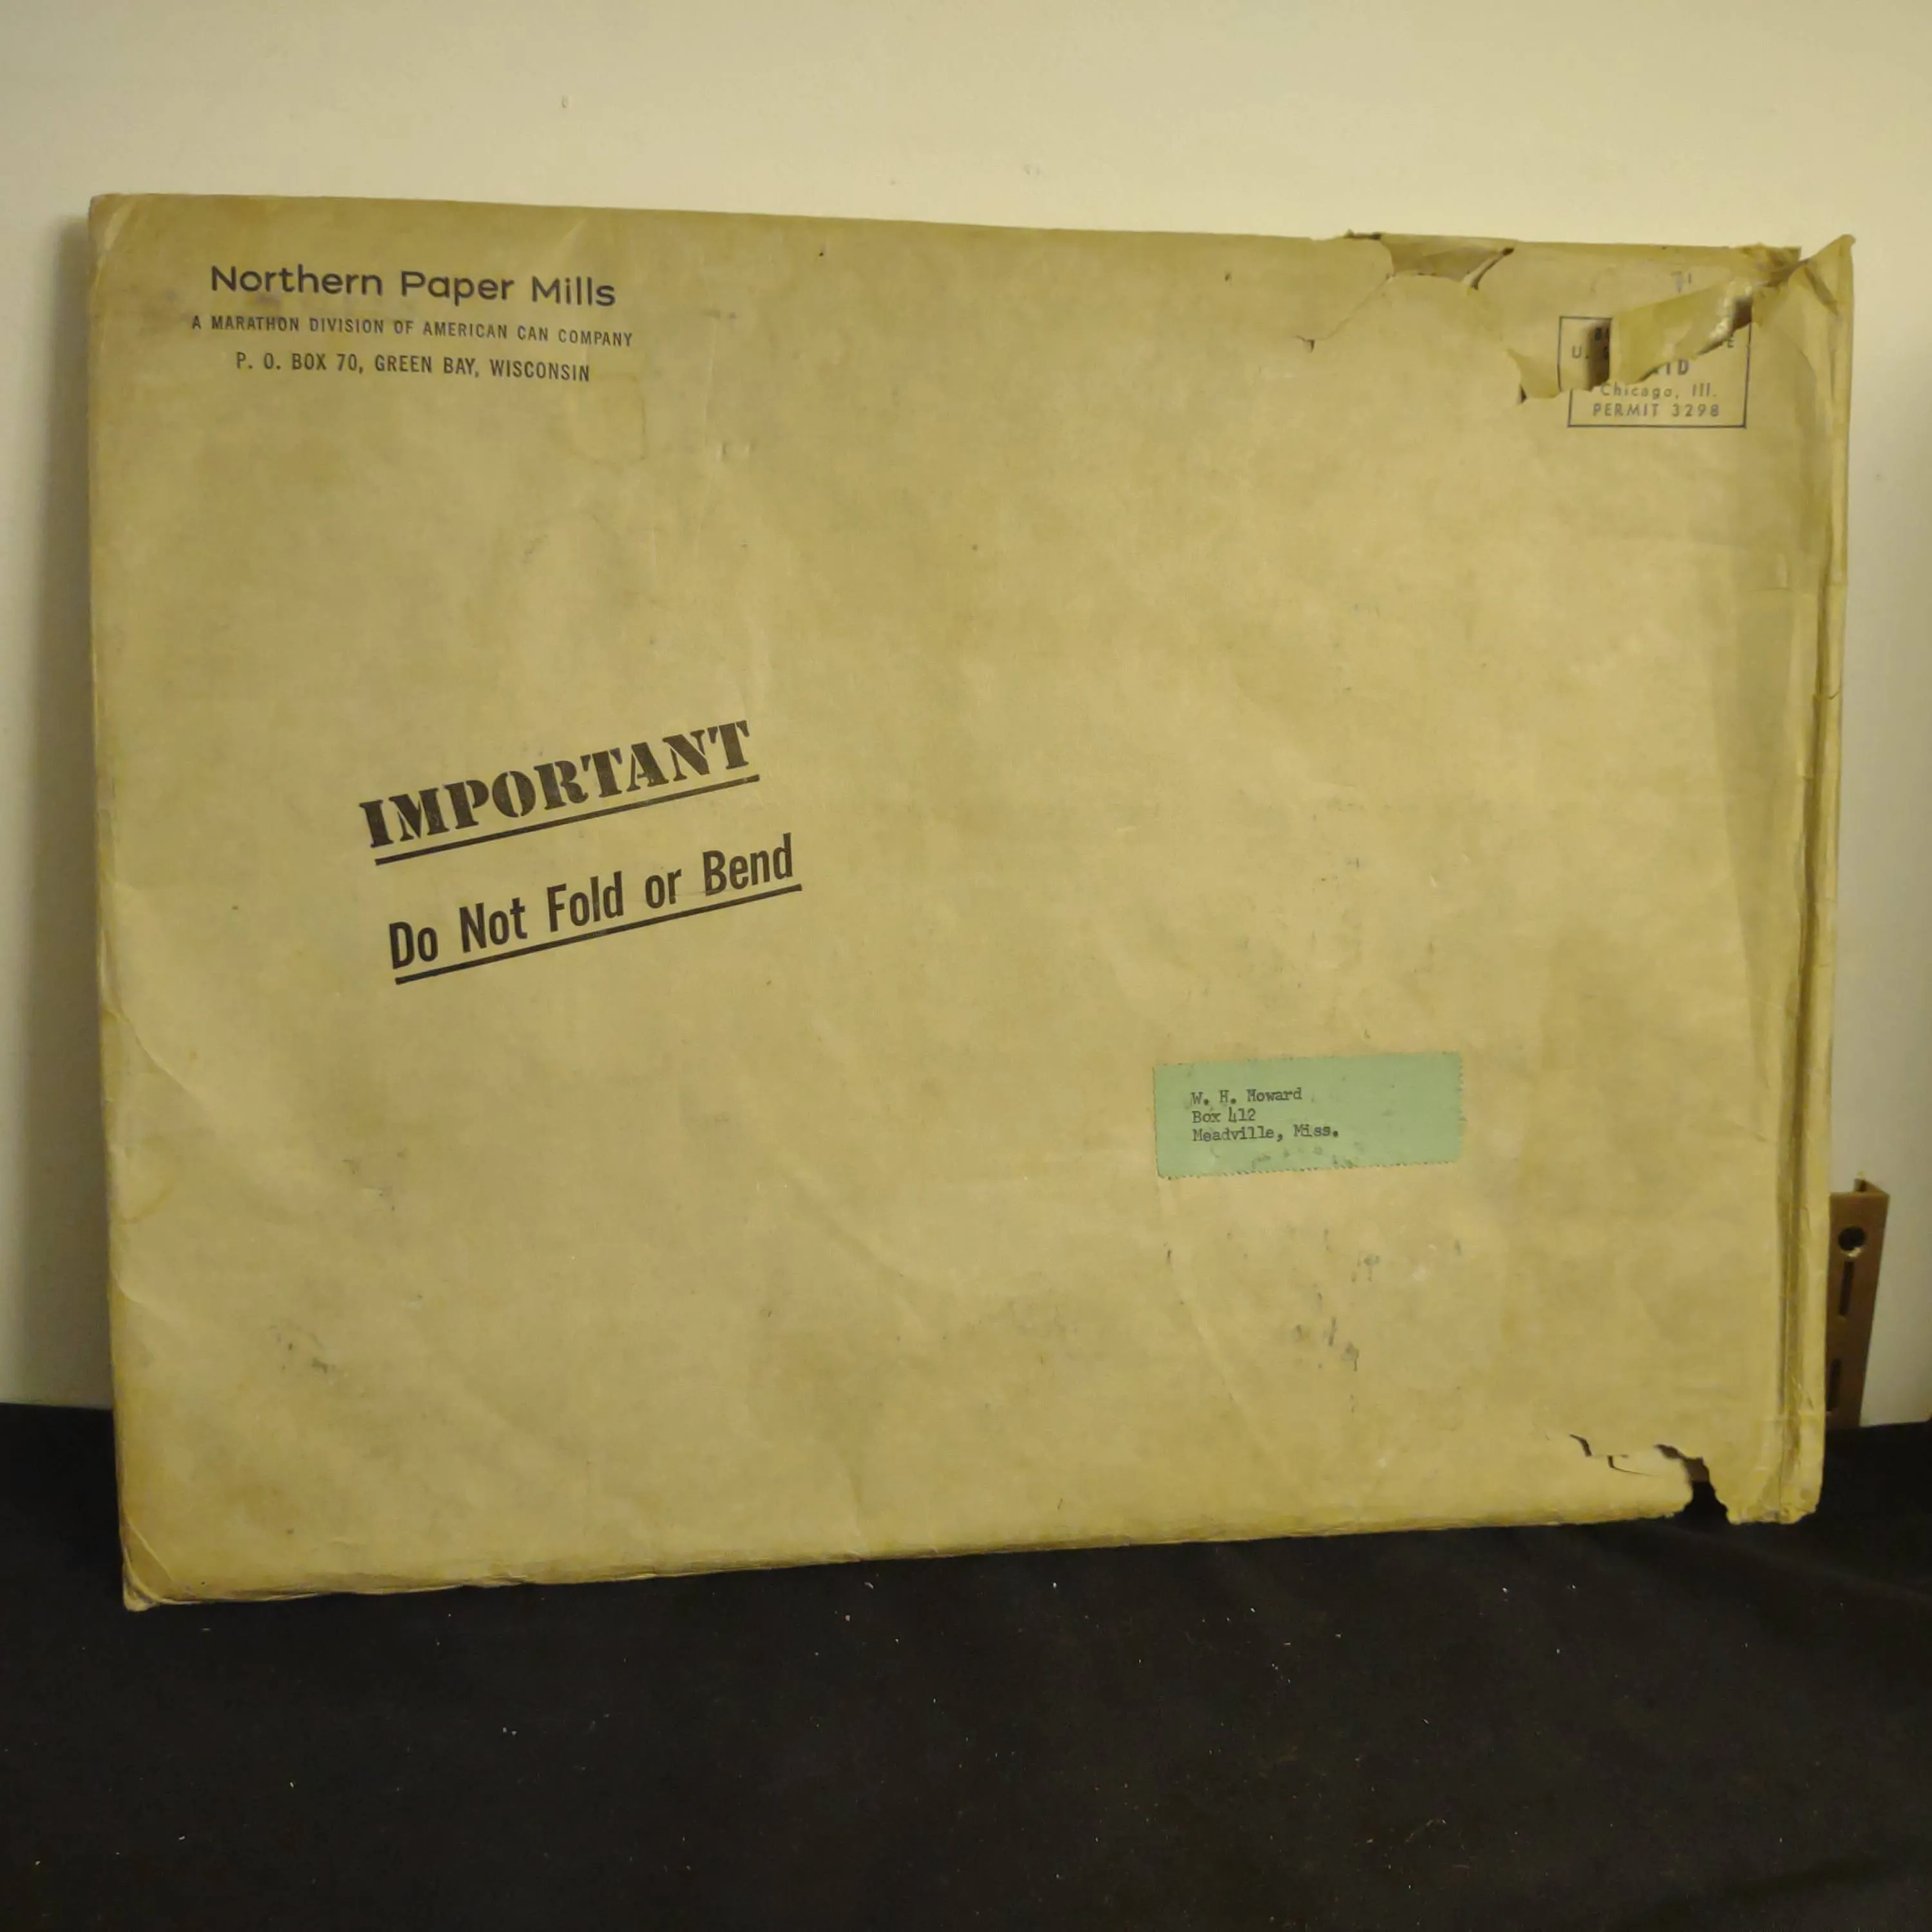 Northern Paper Mills
A MARATHON DIVISION OF AMERICAN CAN COMPANY
P. O. BOX 70, GREEN BAY, WISCONSIN
U.
Chicago, Ill.
PERMIT 3298
IMPORTANT
Do Not Fold or Bend
W. H. Howard
Box 412
Meadville, Miss.